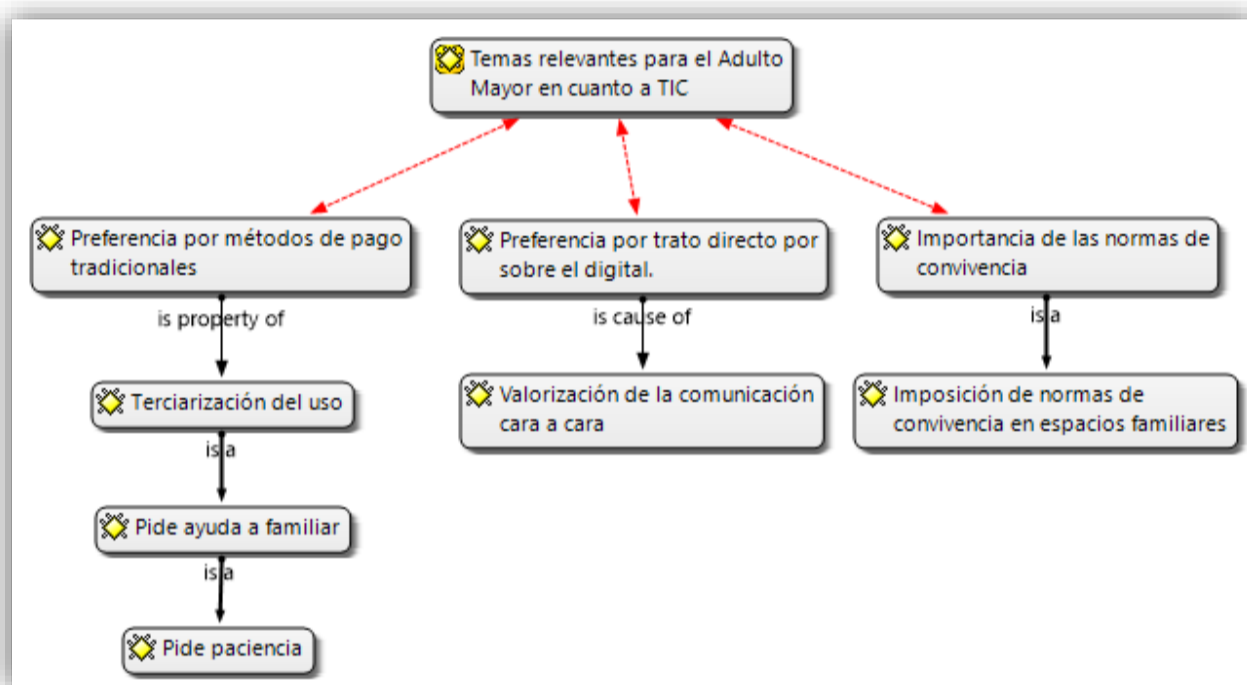 Temas relevantes para el Adulto
Mayor en cuanto a TIC
Preferencia por métodos de pago
tradicionales
Preferencia por trato directo por
sobre el digital.
Importancia de las normas de
convivencia
is property of
is cause of
is a
Terciarización del uso
Valorización de la comunicación
cara a cara
Imposición de normas de
convivencia en espacios familiares
is a
Pide ayuda a familiar
is a
Pide paciencia